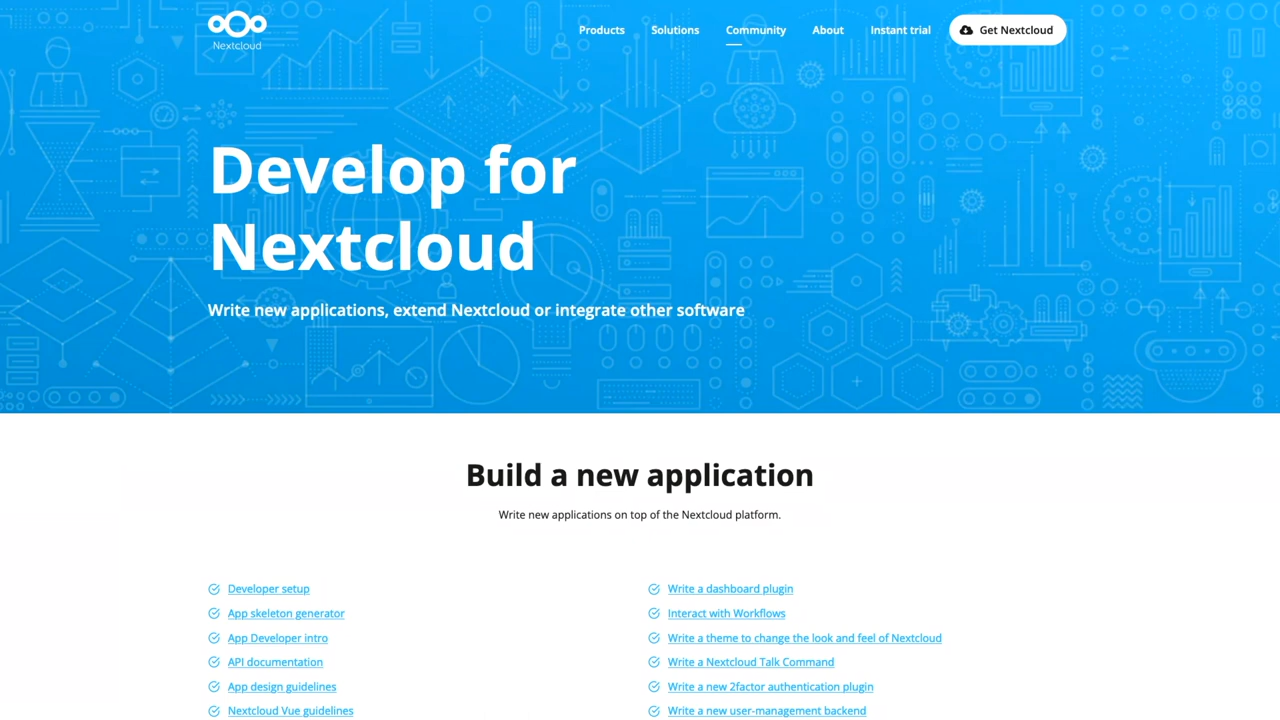 Nextcloud
Products
Solutions
Community
About
Instant trial
Get Nextcloud
Develop for
Nextcloud
Write new applications, extend Nextcloud or integrate other software
Build a new application
Write new applications on top of the Nextcloud platform.
Developer setup
App skeleton generator
App Developer intro
API documentation
App design guidelines
Nextcloud Vue guidelines
Write a dashboard plugin
Interact with Workflows
Write a theme to change the look and feel of Nextcloud
Write a Nextcloud Talk Command
Write a new 2factor authentication plugin
Write a new user-management backend